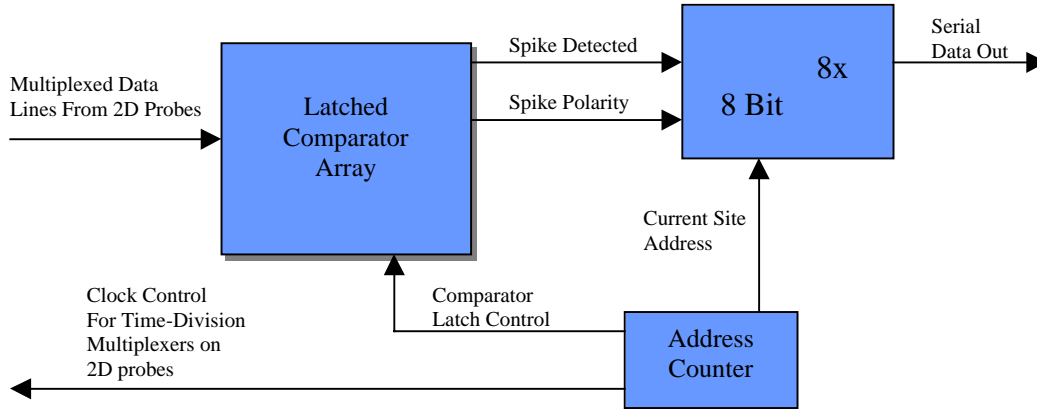 Multiplexed Data
Lines From 2D Probes
Latched
Comparator
Array
Spike Detected
Spike Polarity
8x
8 Bit
Serial
Data Out
Current Site
Address
Clock Control
For Time-Division
Multiplexers on
2D probes
Comparator
Latch Control
Address
Counter